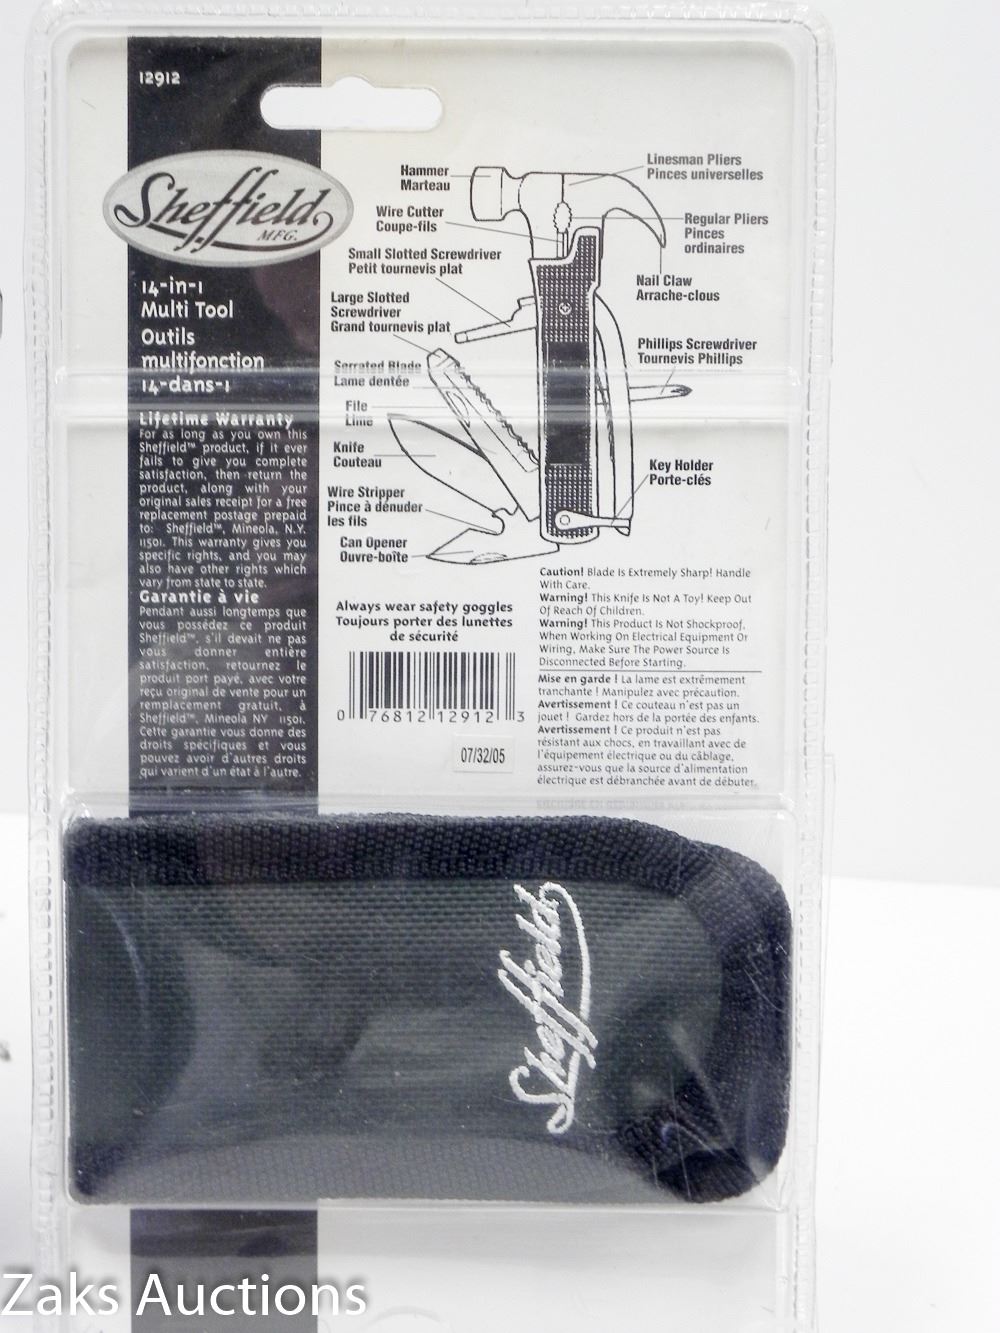 12912
Sheffield
MFG.
14-in-1
Multi Tool
Outils
multifonction
14-dans-1
Lifetime Warranty
For as long as you own this
Sheffield™ product, if it ever
fails to give you complete
satisfaction, then return the
product, along with your
original sales receipt for a free
replacement postage prepaid
to: Sheffield™, Mineola, N.Y.
11501. This warranty gives you
specific rights, and you may
also have other rights which
vary from state to state.
Garantie à vie
Pendant aussi longtemps que
vous possédez ce produit
Sheffield™, s'il devait ne pas
vous donner entière
satisfaction, retournez le
produit port payé, avec votre
reçu original de vente pour un
remplacement gratuit, à
Sheffield™, Mineola NY 11501.
Cette garantie vous donne des
droits spécifiques et vous
pouvez avoir d'autres droits
qui varient d'un état à l'autre.
Hammer
Marteau
Wire Cutter
Coupe-fils
Small Slotted Screwdriver
Petit tournevis plat
Large Slotted
Screwdriver
Grand tournevis plat
Serrated Blade
Lame dentée
File
Lime
Knife
Couteau
Wire Stripper
Pince à dénuder
les fils
Can Opener
Ouvre-boîte
Linesman Pliers
Pinces universelles
Regular Pliers
Pinces
ordinaires
Nail Claw
Arrache-clous
Phillips Screwdriver
Tournevis Phillips
Key Holder
Porte-clés
Always wear safety goggles
Toujours porter des lunettes
de sécurité
0 76812 12912 3
07/32/05
Caution! Blade Is Extremely Sharp! Handle
With Care.
Warning! This Knife Is Not A Toy! Keep Out
Of Reach Of Children.
Warning! This Product Is Not Shockproof,
When Working On Electrical Equipment Or
Wiring, Make Sure The Power Source Is
Disconnected Before Starting.
Mise en garde ! La lame est extrêmement
tranchante ! Manipulez avec précaution.
Avertissement ! Ce couteau n'est pas un
jouet ! Gardez hors de la portée des enfants.
Avertissement ! Ce produit n'est pas
résistant aux chocs, en travaillant avec de
l'équipement électrique ou du câblage,
assurez-vous que la source d'alimentation
électrique est débranchée avant de débuter.
Sheffield
Zaks Auctions